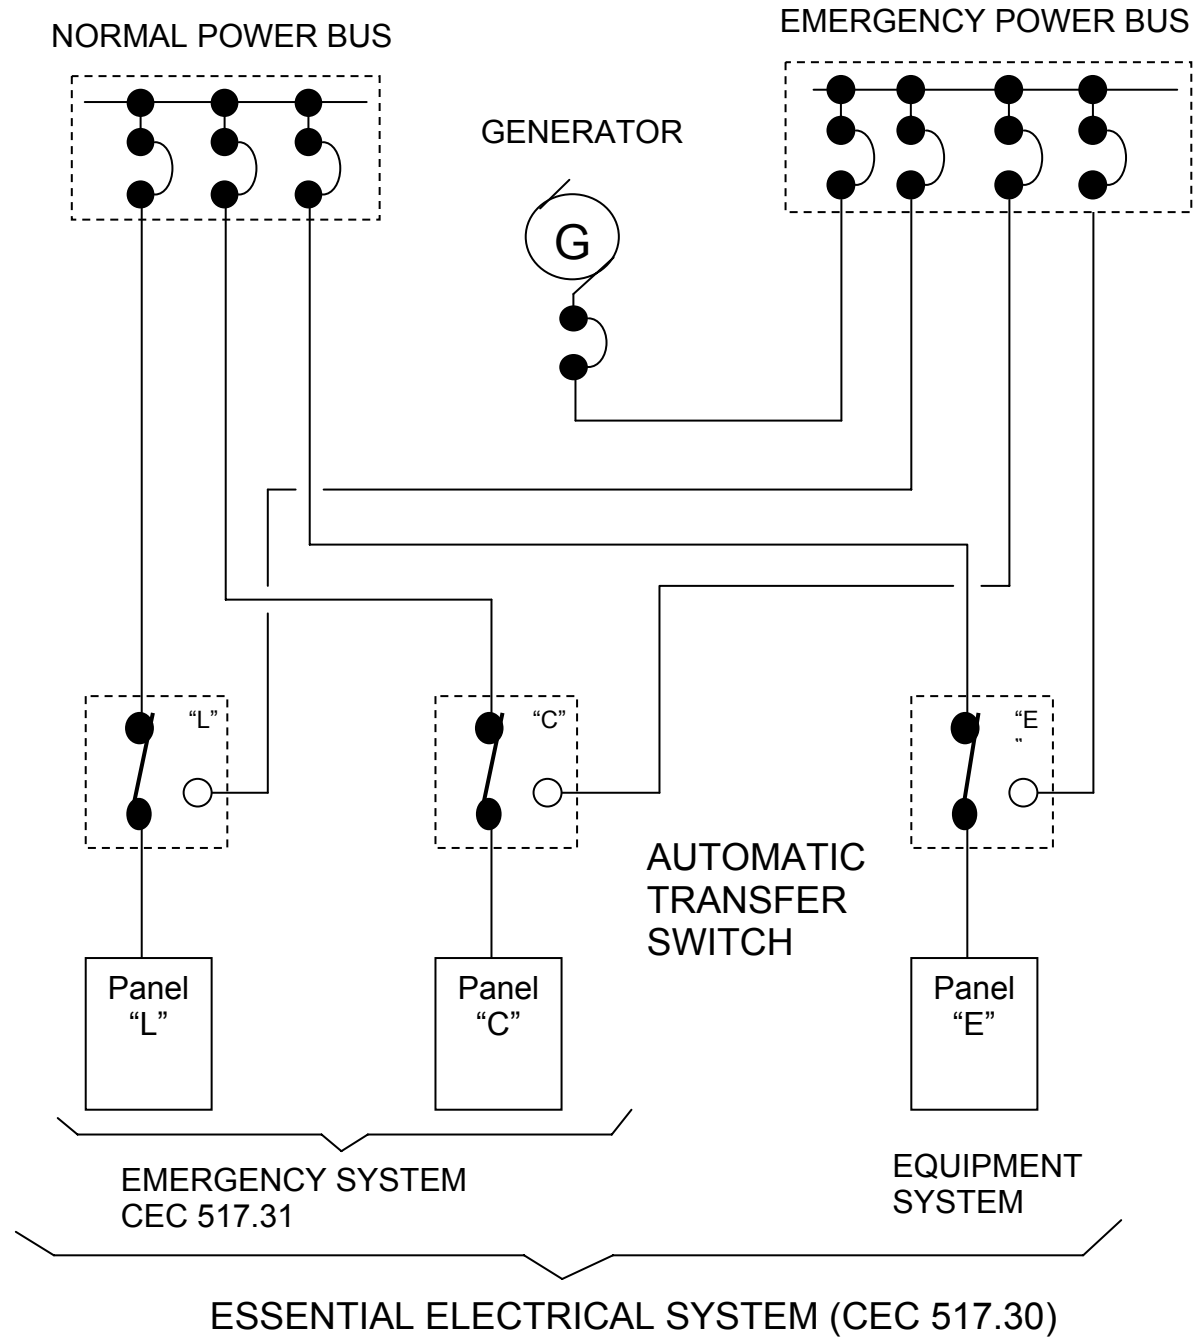 NORMAL POWER BUS
EMERGENCY POWER BUS
GENERATOR
G
“L”
“C”
“E
”
AUTOMATIC
TRANSFER
SWITCH
Panel
“L”
Panel
“C”
Panel
“E”
EMERGENCY SYSTEM
CEC 517.31
EQUIPMENT
SYSTEM
ESSENTIAL ELECTRICAL SYSTEM (CEC 517.30)